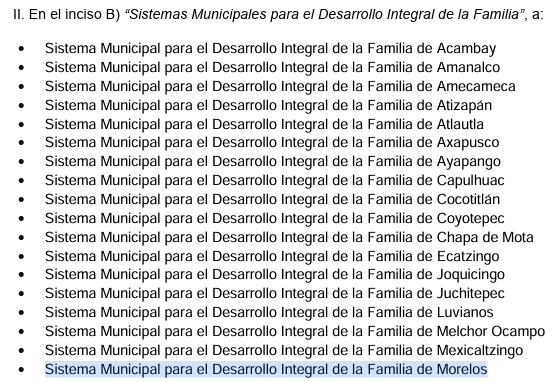 II. En el inciso B) “Sistemas Municipales para el Desarrollo Integral de la Familia”, a:
• Sistema Municipal para el Desarrollo Integral de la Familia de Acambay
• Sistema Municipal para el Desarrollo Integral de la Familia de Amanalco
• Sistema Municipal para el Desarrollo Integral de la Familia de Amecameca
• Sistema Municipal para el Desarrollo Integral de la Familia de Atizapán
• Sistema Municipal para el Desarrollo Integral de la Familia de Atlautla
• Sistema Municipal para el Desarrollo Integral de la Familia de Axapusco
• Sistema Municipal para el Desarrollo Integral de la Familia de Ayapango
• Sistema Municipal para el Desarrollo Integral de la Familia de Capulhuac
• Sistema Municipal para el Desarrollo Integral de la Familia de Cocotitlán
• Sistema Municipal para el Desarrollo Integral de la Familia de Coyotepec
• Sistema Municipal para el Desarrollo Integral de la Familia de Chapa de Mota
• Sistema Municipal para el Desarrollo Integral de la Familia de Ecatzingo
• Sistema Municipal para el Desarrollo Integral de la Familia de Joquicingo
• Sistema Municipal para el Desarrollo Integral de la Familia de Juchitepec
• Sistema Municipal para el Desarrollo Integral de la Familia de Luvianos
• Sistema Municipal para el Desarrollo Integral de la Familia de Melchor Ocampo
• Sistema Municipal para el Desarrollo Integral de la Familia de Mexicaltzingo
• Sistema Municipal para el Desarrollo Integral de la Familia de Morelos